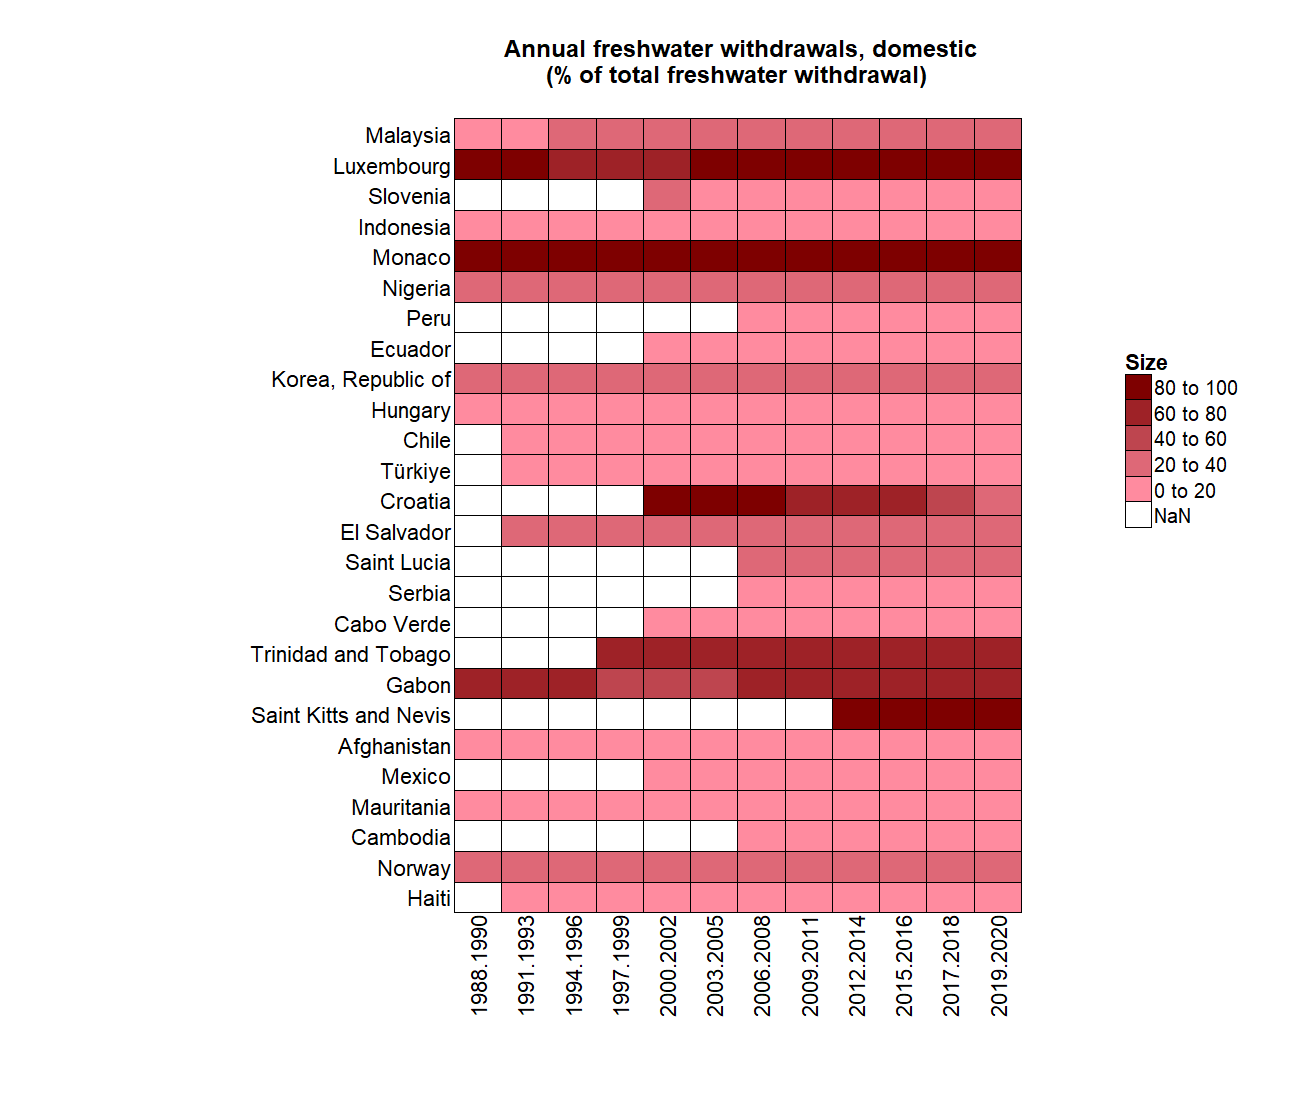 Annual freshwater withdrawals, domestic
(% of total freshwater withdrawal)
Malaysia
Luxembourg
Slovenia
Indonesia
Monaco
Nigeria
Peru
Ecuador
Korea, Republic of
Hungary
Chile
Türkiye
Croatia
El Salvador
Saint Lucia
Serbia
Cabo Verde
Trinidad and Tobago
Gabon
Saint Kitts and Nevis
Afghanistan
Mexico
Mauritania
Cambodia
Norway
Haiti
1988.1990
1991.1993
1994.1996
1997.1999
2000.2002
2003.2005
2006.2008
2009.2011
2012.2014
2015.2016
2017.2018
2019.2020
Size
80 to 100
60 to 80
40 to 60
20 to 40
0 to 20
NaN